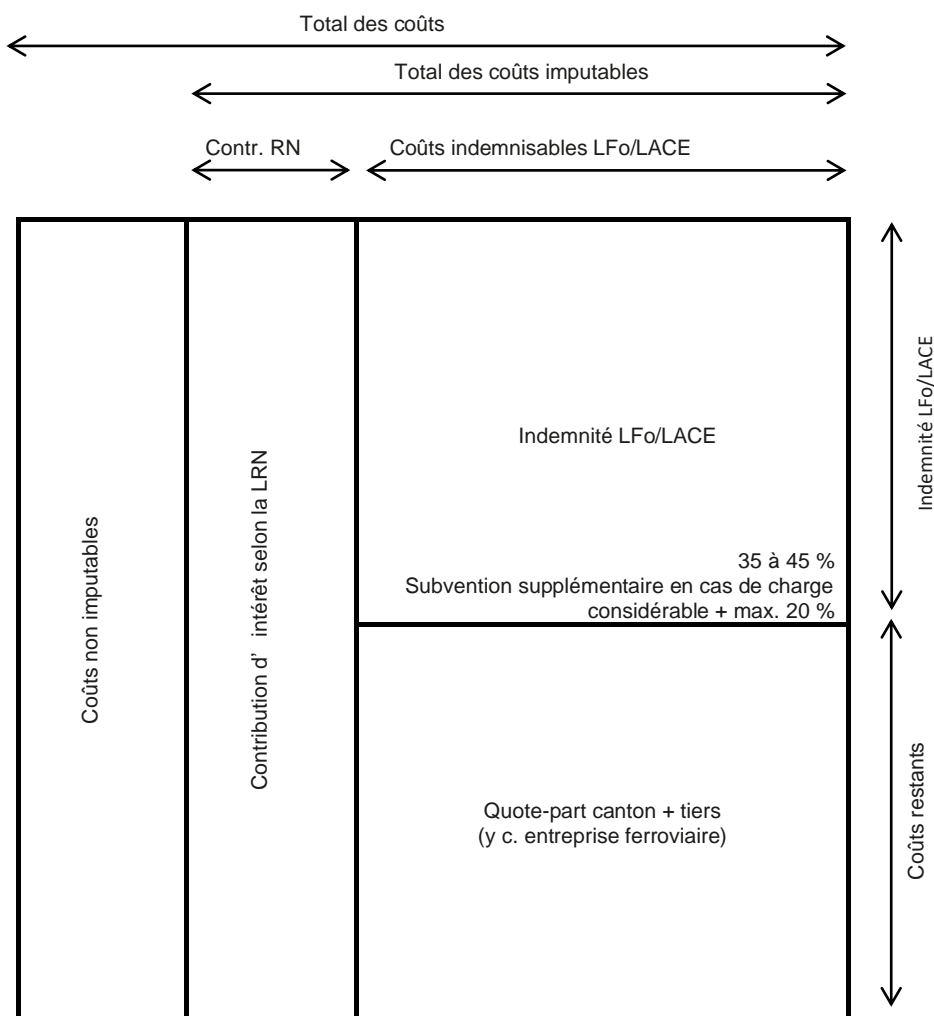 Total des coûts
Total des coûts imputables
Contr. RN
Coûts indemnisables LFo/LACE
Coûts non imputables
Contribution d' intérêt selon la LRN
Indemnité LFo/LACE
35 à 45 %
Subvention supplémentaire en cas de charge
considérable + max. 20 %
Indemnité LFo/LACE
Quote-part canton + tiers
(y c. entreprise ferroviaire)
Coûts restants